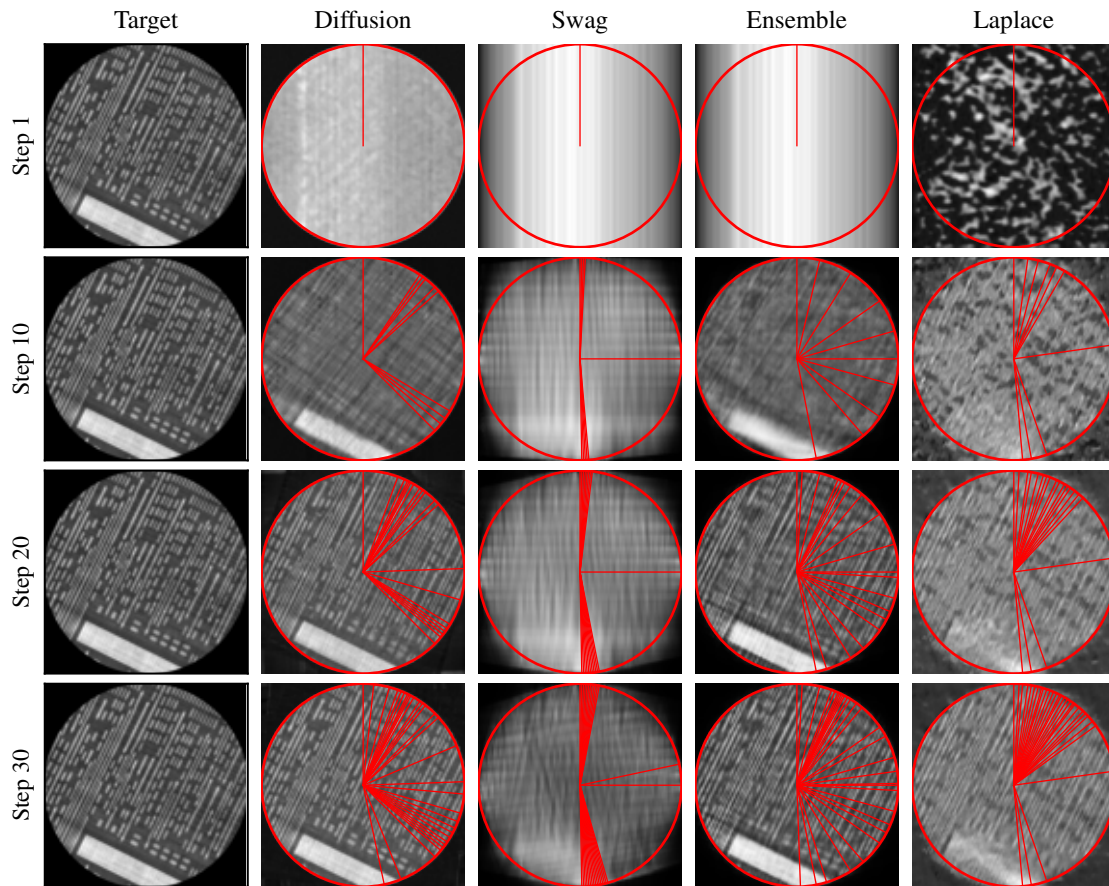 Target Diffusion Swag Ensemble Laplace
Step 1
Step 10
Step 20
Step 30